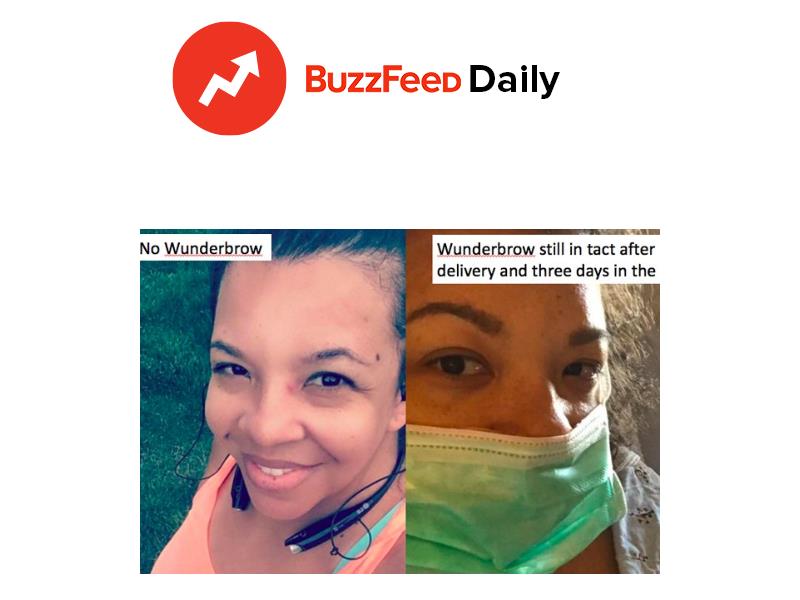 BuzzFeed Daily
No Wunderbrow
Wunderbrow still in tact after
delivery and three days in the